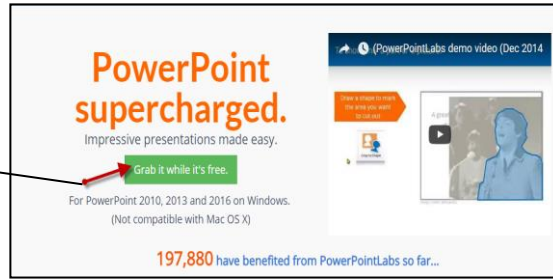 PowerPoint
supercharged.
Impressive presentations made easy.
Grab it while it's free.
For PowerPoint 2010, 2013 and 2016 on Windows.
(Not compatible with Mac OS X)
(PowerPointLabs demo video (Dec 2014
Draw a shape to mark
the area you want
to cut out
197,880 have benefited from PowerPointLabs so far...